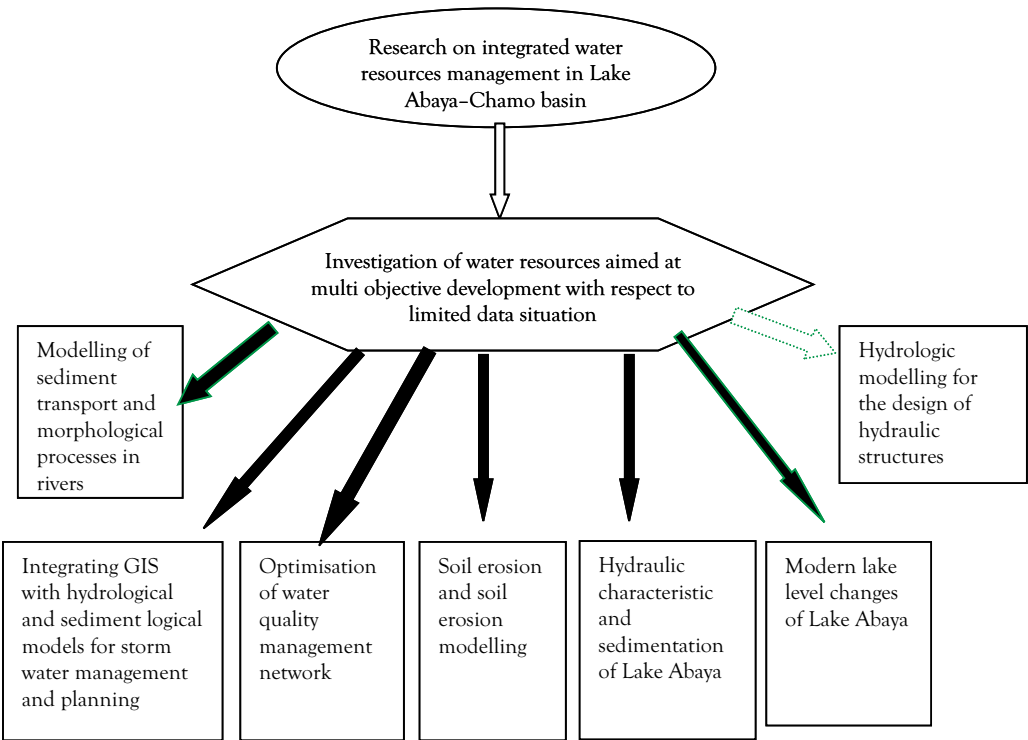 Research on integrated water
resources management in Lake
Abaya–Chamo basin
Investigation of water resources aimed at
multi objective development with respect to
limited data situation
Modelling of
sediment
transport and
morphological
processes in
rivers
Hydrologic
modelling for
the design of
hydraulic
structures
Integrating GIS
with hydrological
and sediment logical
models for storm
water management
and planning
Optimisation
of water
quality
management
network
Soil erosion
and soil
erosion
modelling
Hydraulic
characteristic
and
sedimentation
of Lake Abaya
Modern lake
level changes
of Lake Abaya